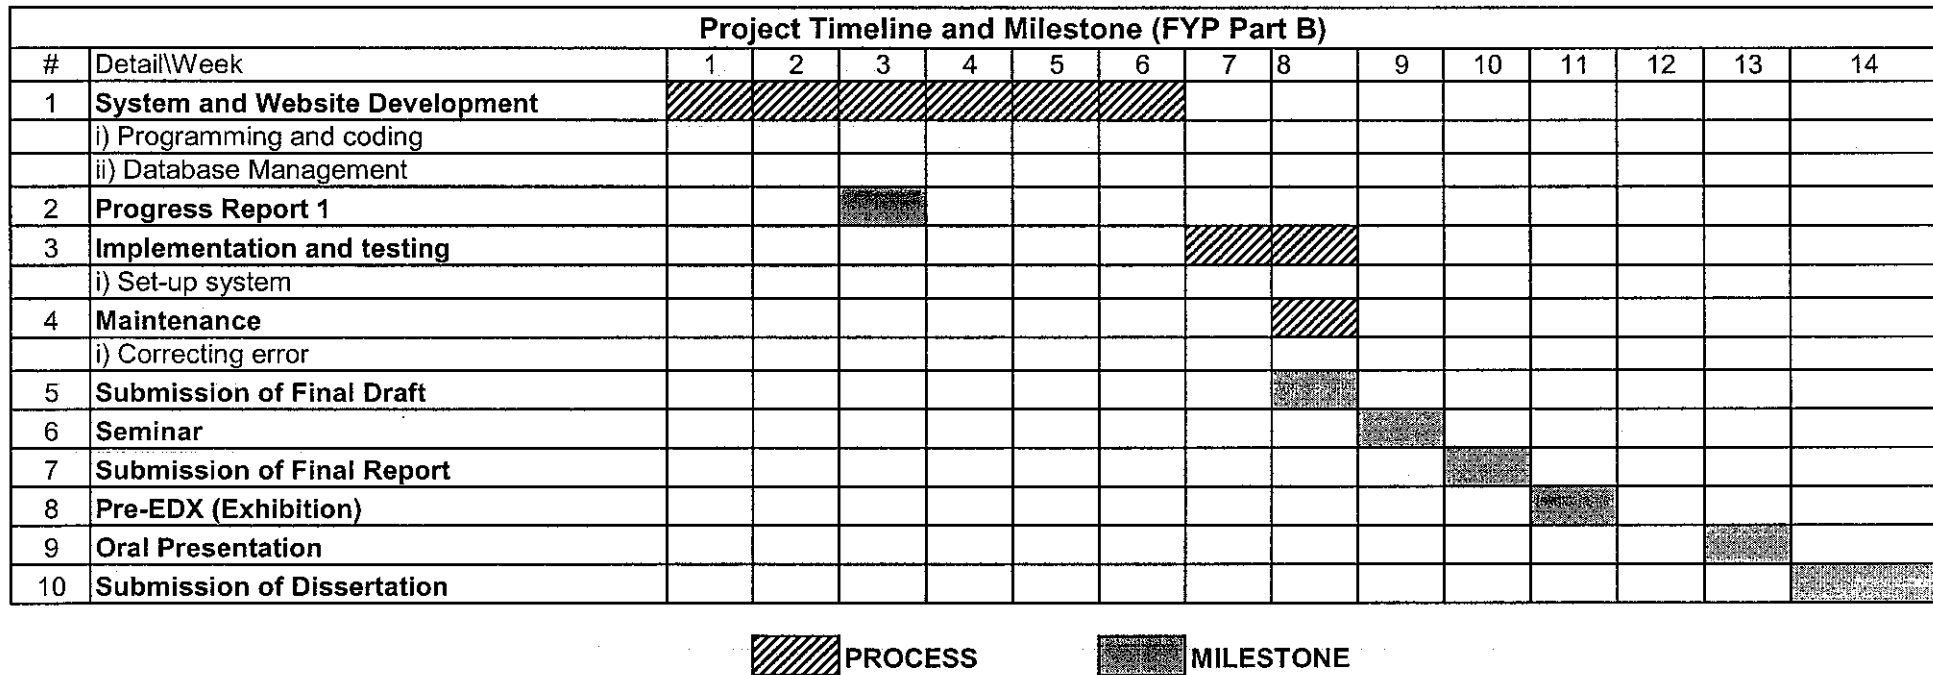 Project Timeline and Milestone (FYP Part B)
# Detail\Week 1 2 3 4 5 6 7 8 9 10 11 12 13 14
1 System and Website Development
i) Programming and coding
ii) Database Management
2 Progress Report 1
3 Implementation and testing
i) Set-up system
4 Maintenance
i) Correcting error
5 Submission of Final Draft
6 Seminar
7 Submission of Final Report
8 Pre-EDX (Exhibition)
9 Oral Presentation
10 Submission of Dissertation
PROCESS MILESTONE